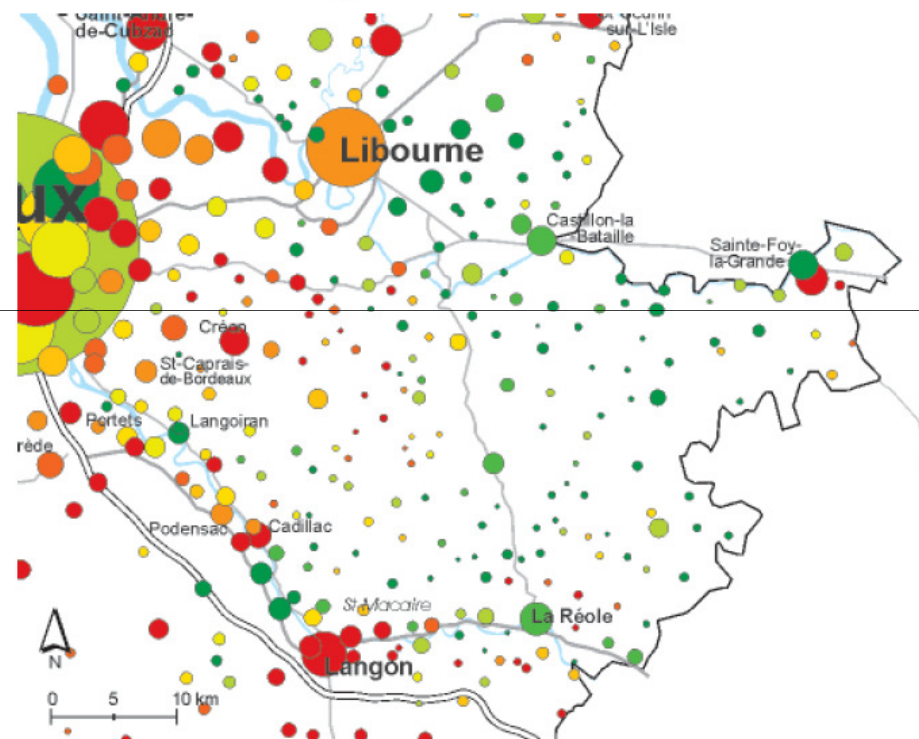 de-Cubzac
sur-L'Isle
Libourne
ux
Castillon-la
Bataille
Sainte-Foy-
la-Grande
Créon
St-Caprais-
de-Bordeaux
Portets
Langoiran
rède
Podensac
Cadillac
St-Macaire
La Réole
Langon
N
0 5 10 km